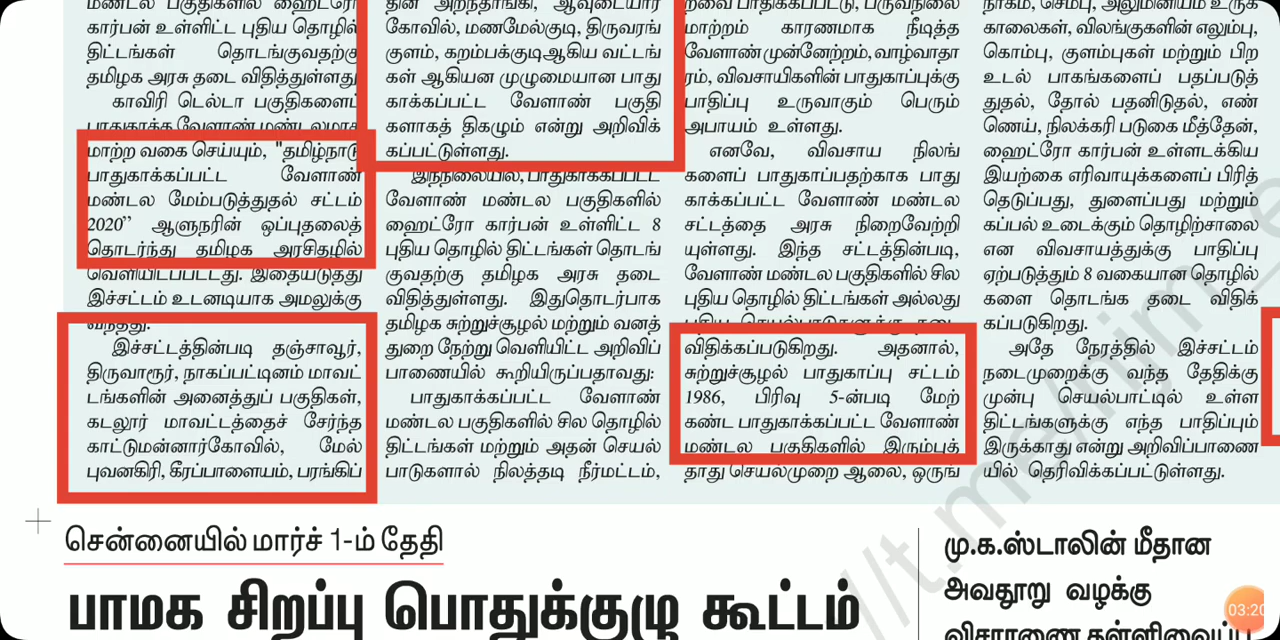 மண்டல பகுதிகளில் ஹைட்ரோ
கார்பன் உள்ளிட்ட புதிய தொழில்
திட்டங்கள் தொடங்குவதற்கு
தமிழக அரசு தடை விதித்துள்ளது
காவிரி டெல்டா பகுதிகளைப்
பாதுகாக்க வேளாண் மண்டலமாக
மாற்ற வகை செய்யும், "தமிழ்நாடு
பாதுகாக்கப்பட்ட வேளாண்
மண்டல மேம்படுத்துதல் சட்டம்
2020” ஆளுநரின் ஒப்புதலைத்
தொடர்ந்து தமிழக அரசிதழில்
வெளியிடப்பட்டது. இதையடுத்து
இச்சட்டம் உடனடியாக அமலுக்கு
வந்தது.
இச்சட்டத்தின்படி தஞ்சாவூர்,
திருவாரூர், நாகப்பட்டினம் மாவட்
டங்களின் அனைத்துப் பகுதிகள்,
கடலூர் மாவட்டத்தைச் சேர்ந்த
காட்டுமன்னார்கோவில், மேல்
புவனகிரி, கீரப்பாளையம், பரங்கிப்
தின் அறந்தாங்கி, ஆவுடையார்
கோவில், மணமேல்குடி, திருவரங்
குளம், கறம்பக்குடிஆகிய வட்டங்
கள் ஆகியன முழுமையான பாது
காக்கப்பட்ட வேளாண் பகுதி
களாகத் திகழும் என்று அறிவிக்
கப்பட்டுள்ளது.
இந்நிலையில், பாதுகாக்கப்பட்ட
வேளாண் மண்டல பகுதிகளில்
ஹைட்ரோ கார்பன் உள்ளிட்ட 8
புதிய தொழில் திட்டங்கள் தொடங்
குவதற்கு தமிழக அரசு தடை
விதித்துள்ளது. இதுதொடர்பாக
தமிழக சுற்றுச்சூழல் மற்றும் வனத்
துறை நேற்று வெளியிட்ட அறிவிப்
பாணையில் கூறியிருப்பதாவது:
பாதுகாக்கப்பட்ட வேளாண்
மண்டல பகுதிகளில் சில தொழில்
திட்டங்கள் மற்றும் அதன் செயல்
பாடுகளால் நிலத்தடி நீர்மட்டம்,
றவை பாதிக்கப்பட்டு, பருவநிலை
மாற்றம் காரணமாக நீடித்த
வேளாண் முன்னேற்றம், வாழ்வாதா
ரம், விவசாயிகளின் பாதுகாப்புக்கு
பாதிப்பு உருவாகும் பெரும்
அபாயம் உள்ளது.
எனவே, விவசாய நிலங்
களைப் பாதுகாப்பதற்காக பாது
காக்கப்பட்ட வேளாண் மண்டல
சட்டத்தை அரசு நிறைவேற்றி
யுள்ளது. இந்த சட்டத்தின்படி,
வேளாண் மண்டல பகுதிகளில் சில
புதிய தொழில் திட்டங்கள் அல்லது
புதிய செயல்பாடுகளுக்கு தடை
விதிக்கப்படுகிறது. அதனால்,
சுற்றுச்சூழல் பாதுகாப்பு சட்டம்
1986, பிரிவு 5-ன்படி மேற்
கண்ட பாதுகாக்கப்பட்ட வேளாண்
மண்டல பகுதிகளில் இரும்புத்
தாது செயல்முறை ஆலை, ஒருங்
நாகம், செம்பு, அலுமினியம் உருக்
காலைகள், விலங்குகளின் எலும்பு,
கொம்பு, குளம்புகள் மற்றும் பிற
உடல் பாகங்களைப் பதப்படுத்
துதல், தோல் பதனிடுதல், எண்
ணெய், நிலக்கரி படுகை மீத்தேன்,
ஹைட்ரோ கார்பன் உள்ளடக்கிய
இயற்கை எரிவாயுக்களைப் பிரித்
தெடுப்பது, துளைப்பது மற்றும்
கப்பல் உடைக்கும் தொழிற்சாலை
என விவசாயத்துக்கு பாதிப்பு
ஏற்படுத்தும் 8 வகையான தொழில்
களை தொடங்க தடை விதிக்
கப்படுகிறது.
அதே நேரத்தில் இச்சட்டம்
நடைமுறைக்கு வந்த தேதிக்கு
முன்பு செயல்பாட்டில் உள்ள
திட்டங்களுக்கு எந்த பாதிப்பும்
இருக்காது என்று அறிவிப்பாணை
யில் தெரிவிக்கப்பட்டுள்ளது.
சென்னையில் மார்ச் 1-ம் தேதி
பாமக சிறப்பு பொதுக்குழு கூட்டம்
மு.க.ஸ்டாலின் மீதான
அவதூறு வழக்கு
விசாரணை தள்ளிவைப்பு
//t.me/njm_e
03:20